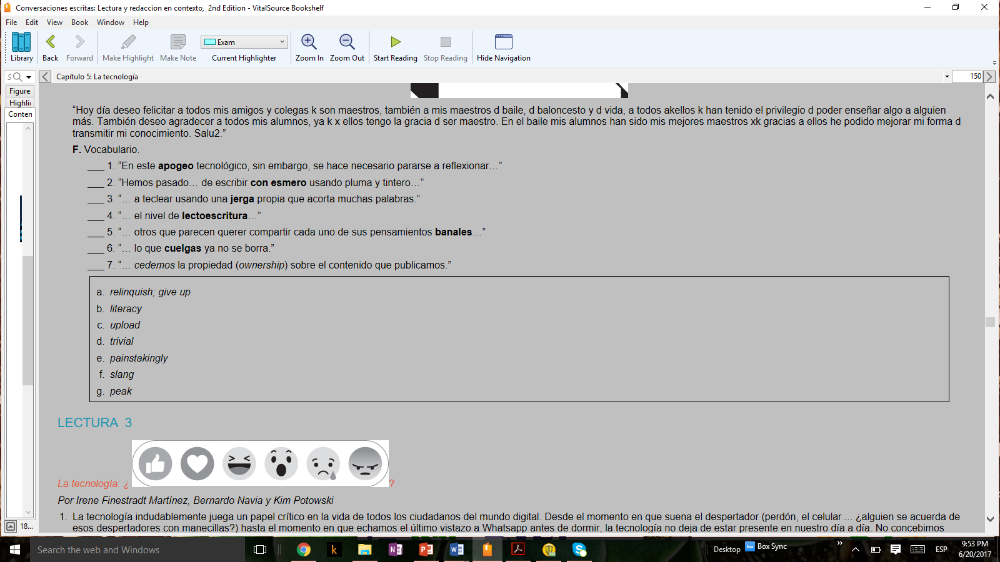 Conversaciones escritas: Lectura y redaccion en contexto, 2nd Edition - VitalSource Bookshelf
File Edit View Book Window Help
Library Back Forward Make Highlight Make Note Exam Current Highlighter Zoom In Zoom Out Start Reading Stop Reading Hide Navigation
S Capítulo 5: La tecnología 150
Figure
Highli
Conten
“Hoy día deseo felicitar a todos mis amigos y colegas k son maestros, también a mis maestros d baile, d baloncesto y d vida, a todos akellos k han tenido el privilegio d poder enseñar algo a alguien
más. También deseo agradecer a todos mis alumnos, ya k x ellos tengo la gracia d ser maestro. En el baile mis alumnos han sido mis mejores maestros xk gracias a ellos he podido mejorar mi forma d
transmitir mi conocimiento. Salu2.”
F. Vocabulario.
___ 1. “En este apogeo tecnológico, sin embargo, se hace necesario pararse a reflexionar…”
___ 2. “Hemos pasado… de escribir con esmero usando pluma y tintero…”
___ 3. “… a teclear usando una jerga propia que acorta muchas palabras.”
___ 4. “… el nivel de lectoescritura…”
___ 5. “… otros que parecen querer compartir cada uno de sus pensamientos banales…”
___ 6. “… lo que cuelgas ya no se borra.”
___ 7. “… cedemos la propiedad (ownership) sobre el contenido que publicamos.”
a. relinquish; give up
b. literacy
c. upload
d. trivial
e. painstakingly
f. slang
g. peak
LECTURA 3
La tecnología: ¿ ?
Por Irene Finestradt Martínez, Bernardo Navia y Kim Potowski
1. La tecnología indudablemente juega un papel crítico en la vida de todos los ciudadanos del mundo digital. Desde el momento en que suena el despertador (perdón, el celular … ¿alguien se acuerda de
esos despertadores con manecillas?) hasta el momento en que echamos el último vistazo a Whatsapp antes de dormir, la tecnología no deja de estar presente en nuestro día a día. No concebimos
18...
Search the web and Windows Desktop Box Sync ESP 9:53 PM
6/20/2017